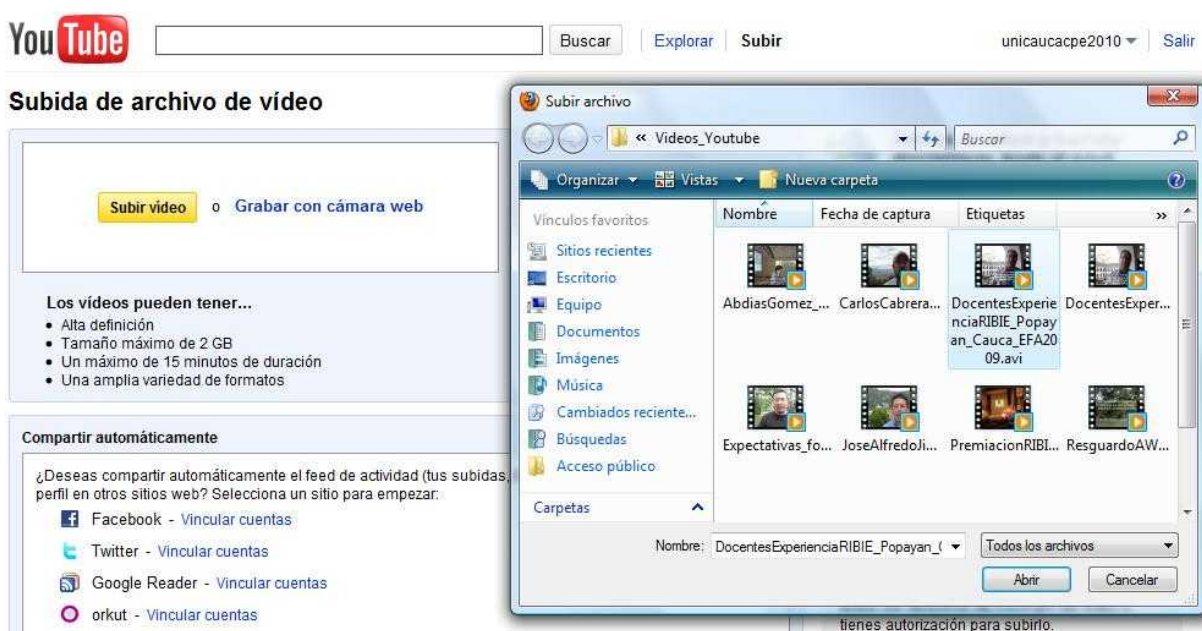 You Tube
Buscar
Explorar
Subir
unicaucacpe2010
Salir
Subida de archivo de vídeo
Subir video
o
Grabar con cámara web
Los vídeos pueden tener...
Alta definición
Tamaño máximo de 2 GB
Un máximo de 15 minutos de duración
Una amplia variedad de formatos
Compartir automáticamente
¿Deseas compartir automáticamente el feed de actividad (tus subidas,
perfil en otros sitios web? Selecciona un sitio para empezar:
Facebook - Vincular cuentas
Twitter - Vincular cuentas
Google Reader - Vincular cuentas
orkut - Vincular cuentas
Subir archivo
« Videos_Youtube
Buscar
Organizar
Vistas
Nueva carpeta
Vínculos favoritos
Sitios recientes
Escritorio
Equipo
Documentos
Imágenes
Música
Cambiados reciente...
Búsquedas
Acceso público
Carpetas
Nombre
Fecha de captura
Etiquetas
»
AbdiasGomez_...
CarlosCabrera...
DocentesExperie
nciaRIBIE_Popay
an_Cauca_EFA20
09.avi
DocentesExper...
Expectativas_fo...
JoseAlfredoJi...
PremiacionRIBI...
ResguardoAW...
Nombre:
DocentesExperienciaRIBIE_Popayan_(
Todos los archivos
Abrir
Cancelar
tienes autorización para subirlo.